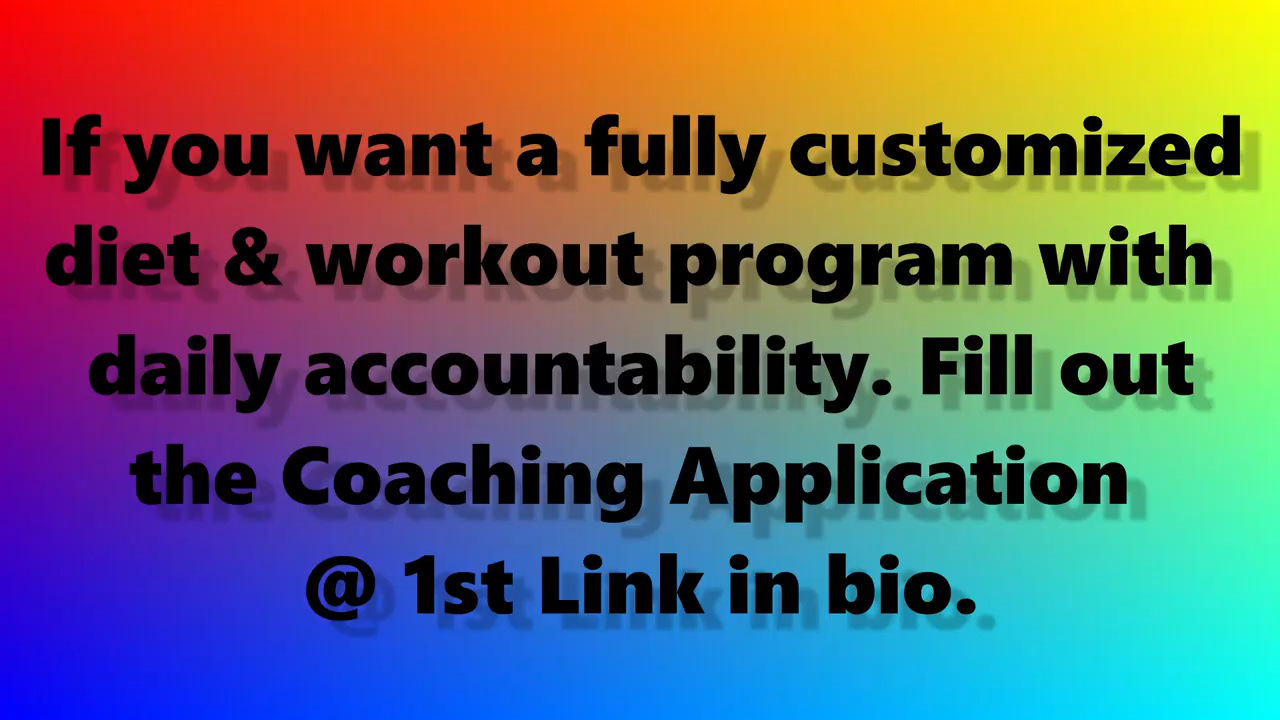 If you want a fully customized
diet & workout program with
daily accountability. Fill out
the Coaching Application
@ 1st Link in bio.